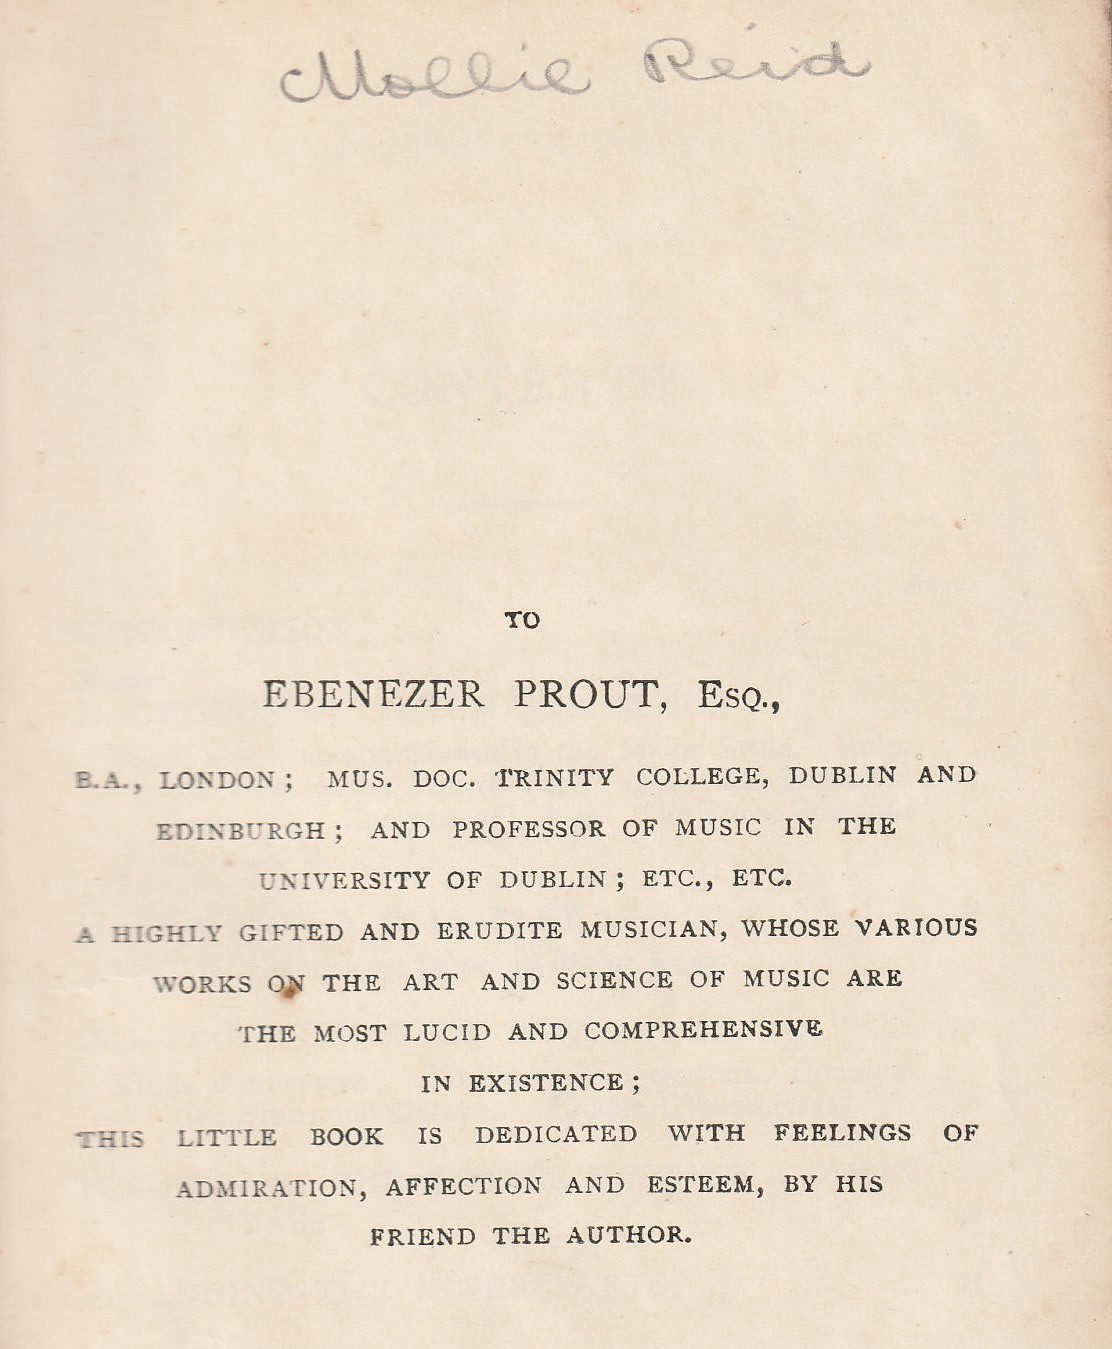 Mollie Reid
TO
EBENEZER PROUT, ESQ.,
B.A., LONDON; MUS. DOC. TRINITY COLLEGE, DUBLIN AND
EDINBURGH; AND PROFESSOR OF MUSIC IN THE
UNIVERSITY OF DUBLIN; ETC., ETC.
A HIGHLY GIFTED AND ERUDITE MUSICIAN, WHOSE VARIOUS
WORKS ON THE ART AND SCIENCE OF MUSIC ARE
THE MOST LUCID AND COMPREHENSIVE
IN EXISTENCE;
THIS LITTLE BOOK IS DEDICATED WITH FEELINGS OF
ADMIRATION, AFFECTION AND ESTEEM, BY HIS
FRIEND THE AUTHOR.